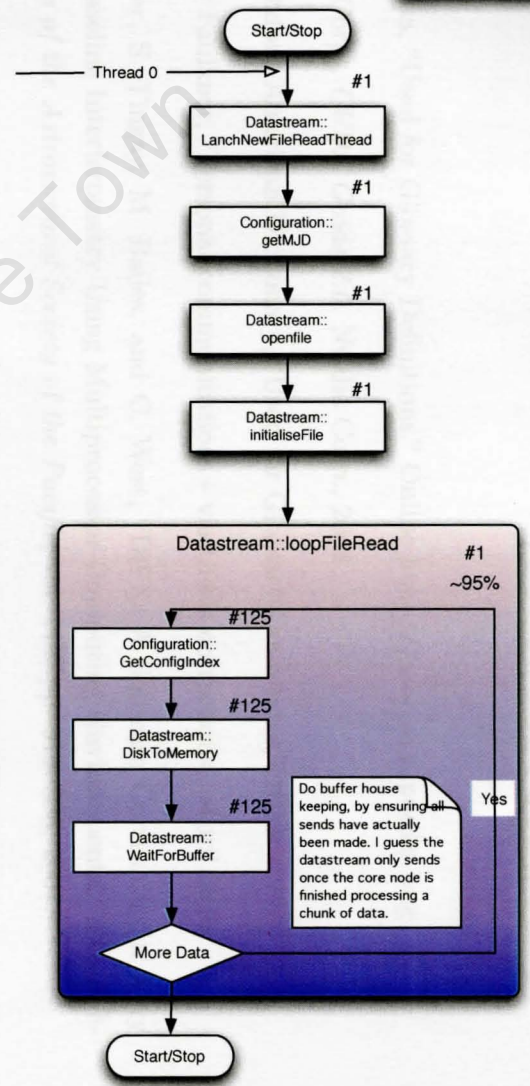 Start/Stop
Thread 0
#1
Datastream::
LanchNewFileReadThread
#1
Configuration::
getMJD
#1
Datastream::
openfile
#1
Datastream::
initialiseFile
Datastream::loopFileRead
#1
~95%
#125
Configuration::
GetConfigIndex
#125
Datastream::
DiskToMemory
#125
Datastream::
WaitForBuffer
Do buffer house
keeping, by ensuring all
sends have actually
been made. I guess the
datastream only sends
once the core node is
finished processing a
chunk of data.
Yes
More Data
Start/Stop
e Town